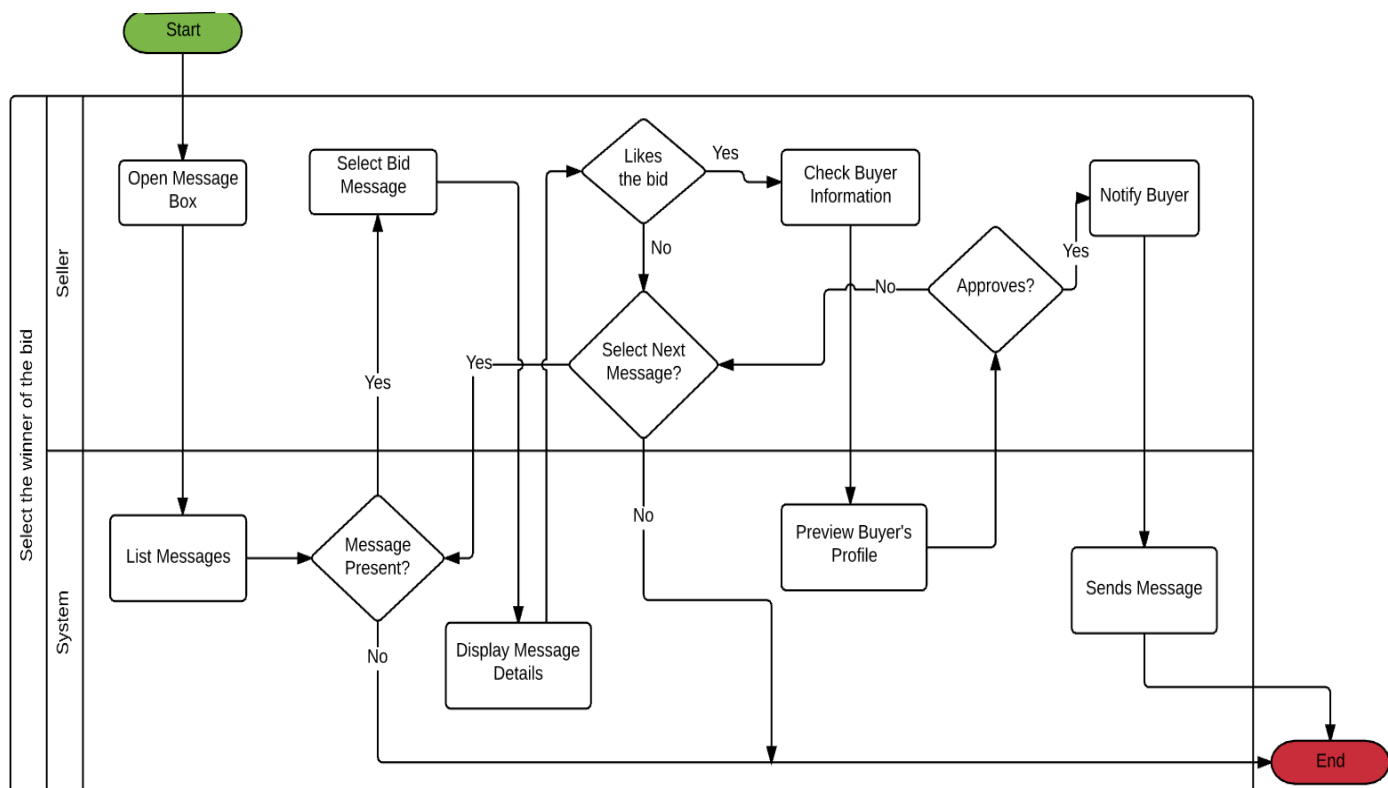 Start
Select the winner of the bid
Seller
Open Message
Box
Select Bid
Message
Likes
the bid
Yes
Check Buyer
Information
Notify Buyer
No
Yes
Approves?
No
Select Next
Message?
Yes
Yes
System
List Messages
Message
Present?
No
Preview Buyer's
Profile
Sends Message
Display Message
Details
No
End